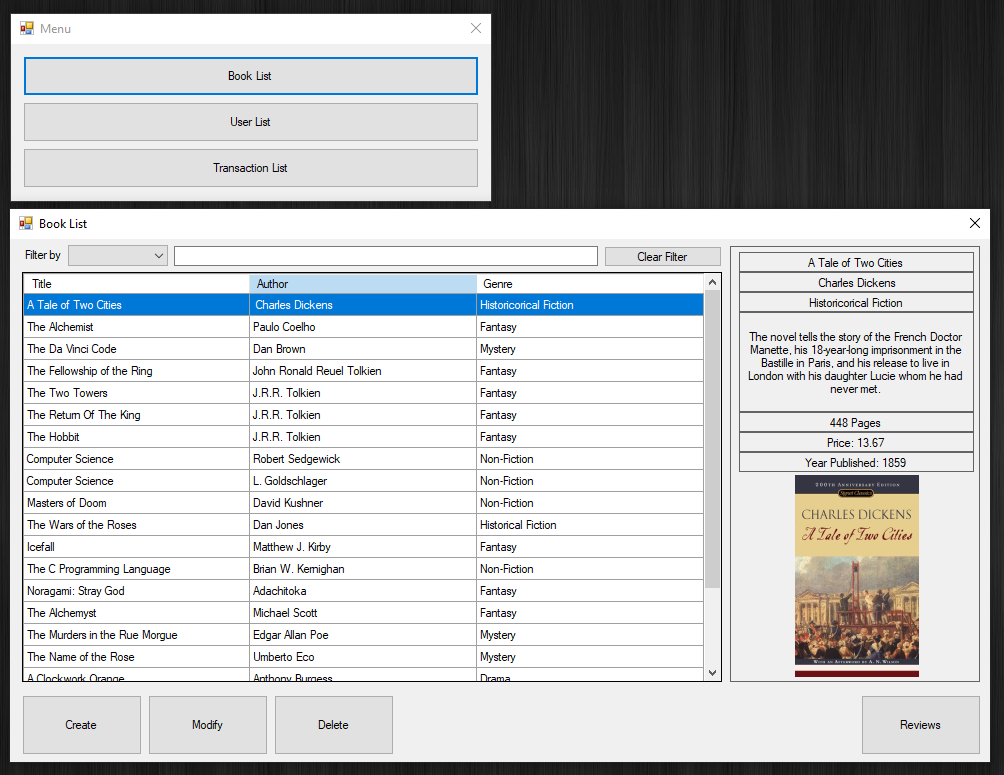 Menu
Book List
User List
Transaction List
Book List
Filter by
Clear Filter
Title Author Genre
A Tale of Two Cities Charles Dickens Historicorical Fiction
The Alchemist Paulo Coelho Fantasy
The Da Vinci Code Dan Brown Mystery
The Fellowship of the Ring John Ronald Reuel Tolkien Fantasy
The Two Towers J.R.R. Tolkien Fantasy
The Return Of The King J.R.R. Tolkien Fantasy
The Hobbit J.R.R. Tolkien Fantasy
Computer Science Robert Sedgewick Non-Fiction
Computer Science L. Goldschlager Non-Fiction
Masters of Doom David Kushner Non-Fiction
The Wars of the Roses Dan Jones Historical Fiction
Icefall Matthew J. Kirby Fantasy
The C Programming Language Brian W. Kernighan Non-Fiction
Noragami: Stray God Adachitoka Fantasy
The Alchemyst Michael Scott Fantasy
The Murders in the Rue Morgue Edgar Allan Poe Mystery
The Name of the Rose Umberto Eco Mystery
A Clockwork Orange Anthony Burgess Drama
A Tale of Two Cities
Charles Dickens
Historicorical Fiction
The novel tells the story of the French Doctor
Manette, his 18-year-long imprisonment in the
Bastille in Paris, and his release to live in
London with his daughter Lucie whom he had
never met.
448 Pages
Price: 13.67
Year Published: 1859
200TH ANNIVERSARY EDITION
Signet Classics
CHARLES DICKENS
A Tale of Two Cities
WITH AN AFTERWORD BY A. N. WILSON
Create
Modify
Delete
Reviews